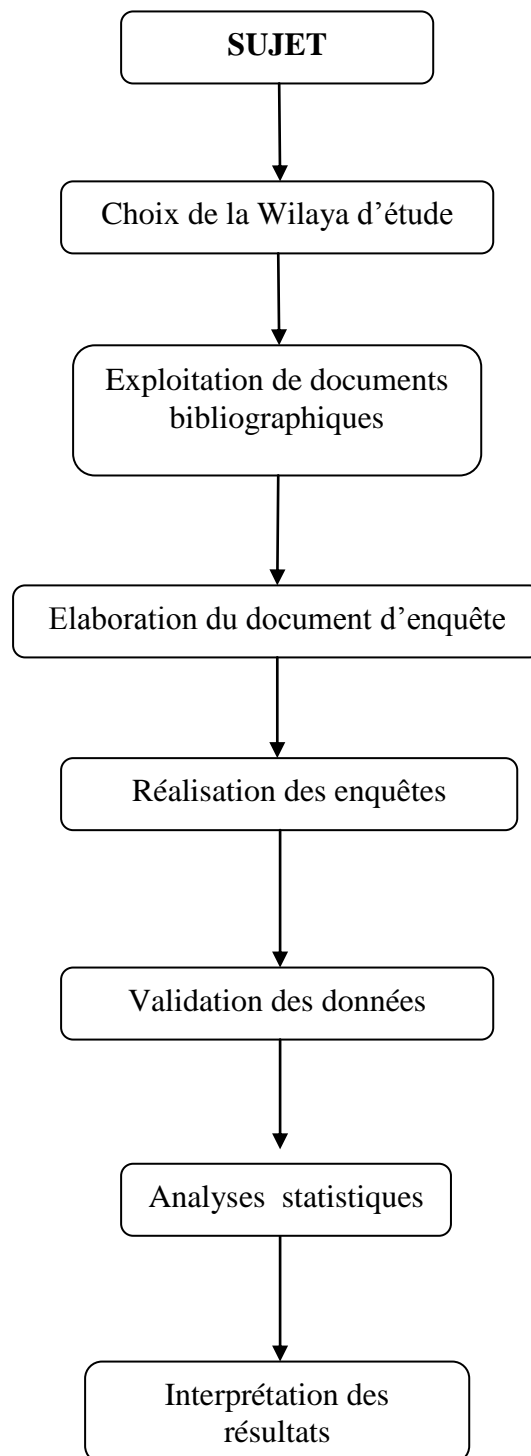 SUJET
Choix de la Wilaya d’étude
Exploitation de documents
bibliographiques
Elaboration du document d’enquête
Réalisation des enquêtes
Validation des données
Analyses statistiques
Interprétation des
résultats